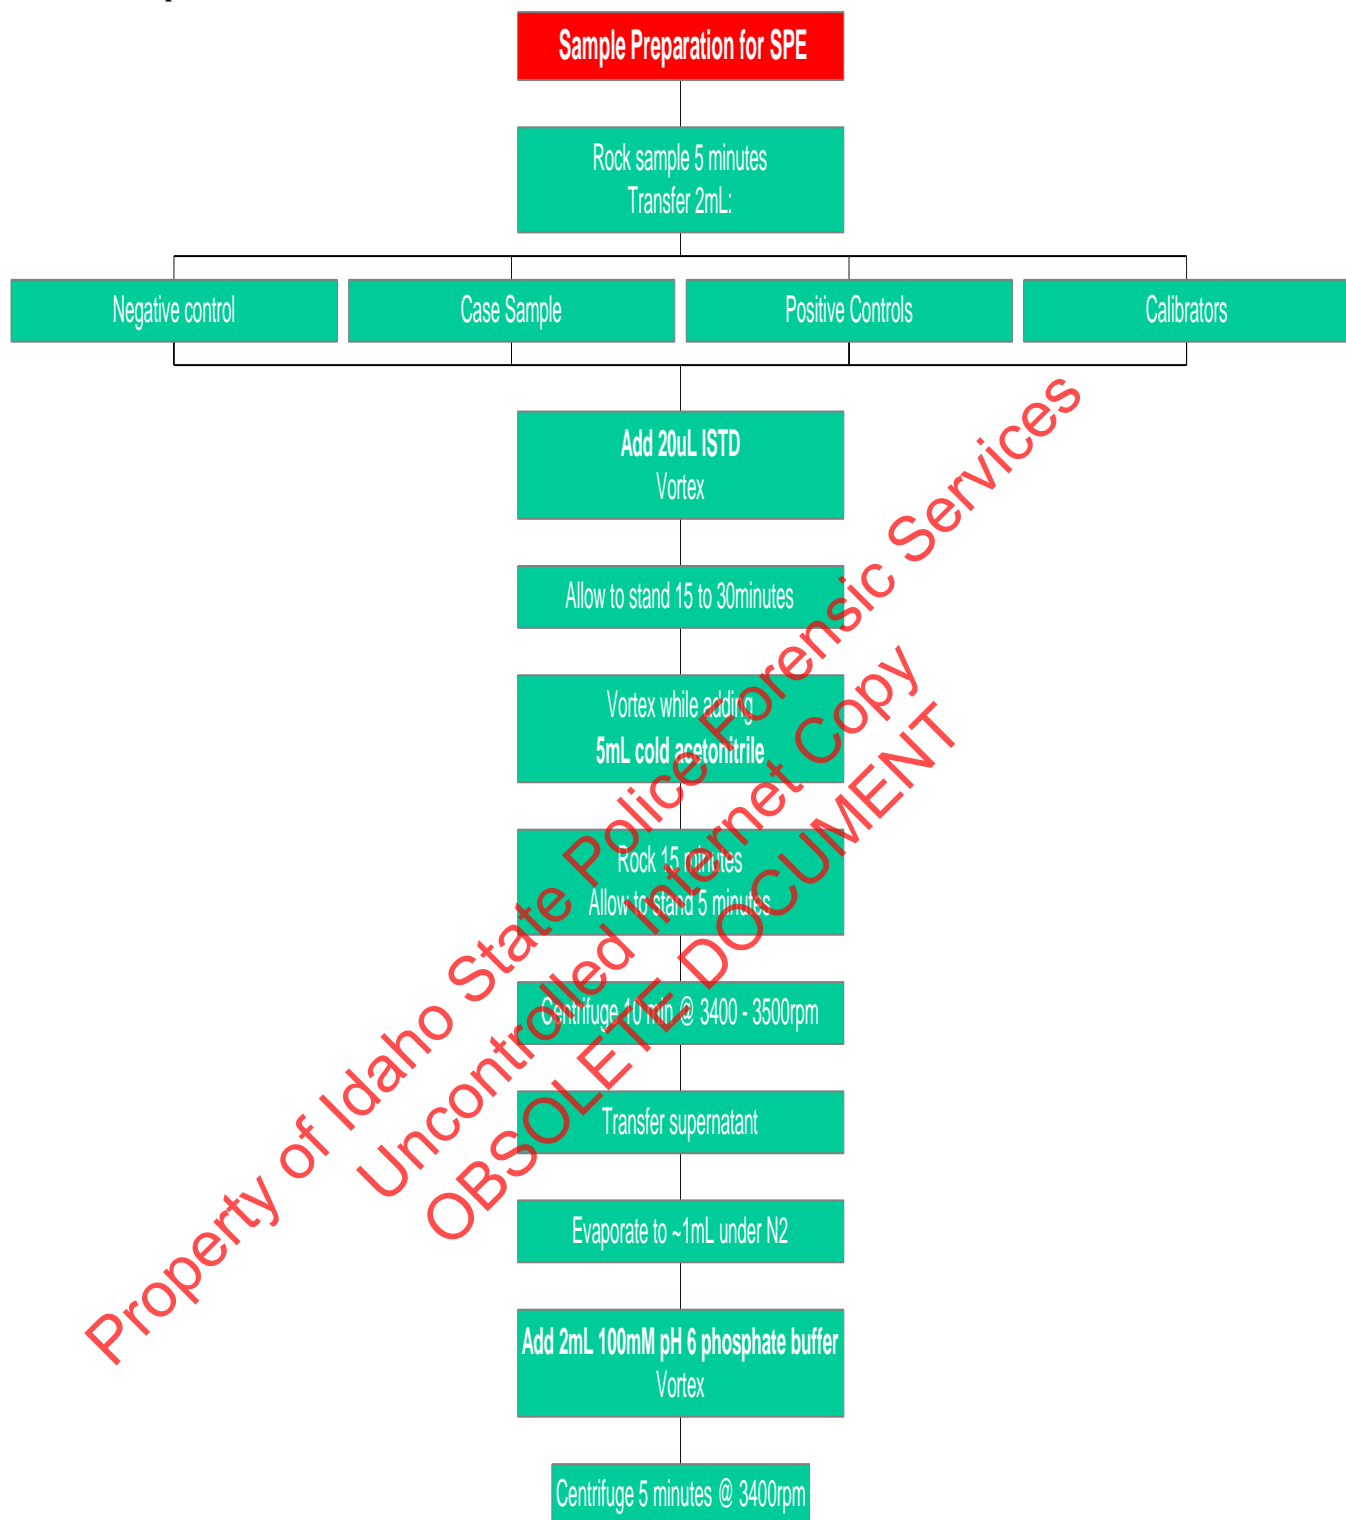 Sample Preparation for SPE
Rock sample 5 minutes
Transfer 2mL:
Negative control
Case Sample
Positive Controls
Calibrators
Add 20uL ISTD
Vortex
Allow to stand 15 to 30minutes
Vortex while adding
5mL cold acetonitrile
Rock 15 minutes
Allow to stand 5 minutes
Centrifuge 10 min @ 3400 - 3500rpm
Transfer supernatant
Evaporate to ~1mL under N2
Add 2mL 100mM pH 6 phosphate buffer
Vortex
Centrifuge 5 minutes @ 3400rpm
Property of Idaho State Police Forensic Services
Uncontrolled Internet Copy
OBSOLETE DOCUMENT